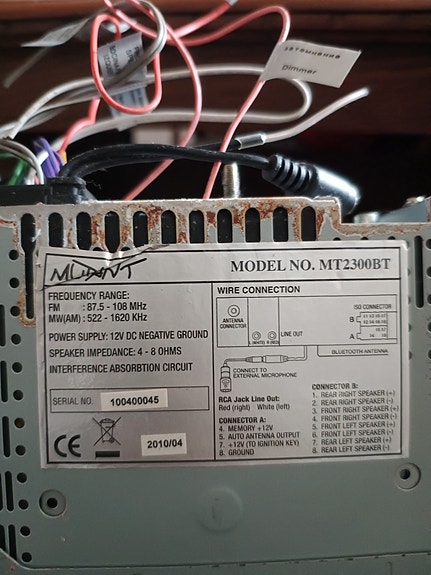 затемнение
Dimmer
MODEL NO. MT2300BT
FREQUENCY RANGE:
FM : 87.5 - 108 MHz
MW(AM) : 522 - 1620 KHz
POWER SUPPLY: 12V DC NEGATIVE GROUND
SPEAKER IMPEDANCE: 4 - 8 OHMS
INTERFERENCE ABSORTION CIRCUIT
SERIAL NO. 100400045
CE
2010/04
WIRE CONNECTION
ANTENNA
CONNECTOR
L (WHITE) R (RED)
LINE OUT
ISO CONNECTOR
B
A
BLUETOOTH ANTENNA
CONNECT TO
EXTERNAL MICROPHONE
RCA Jack Line Out:
Red (right) White (left)
CONNECTOR A:
4. MEMORY +12V
5. AUTO ANTENNA OUTPUT
7. +12V (TO IGNITION KEY)
8. GROUND
CONNECTOR B:
1. REAR RIGHT SPEAKER (+)
2. REAR RIGHT SPEAKER (-)
3. FRONT RIGHT SPEAKER (+)
4. FRONT RIGHT SPEAKER (-)
5. FRONT LEFT SPEAKER (+)
6. FRONT LEFT SPEAKER (-)
7. REAR LEFT SPEAKER (+)
8. REAR LEFT SPEAKER (-)